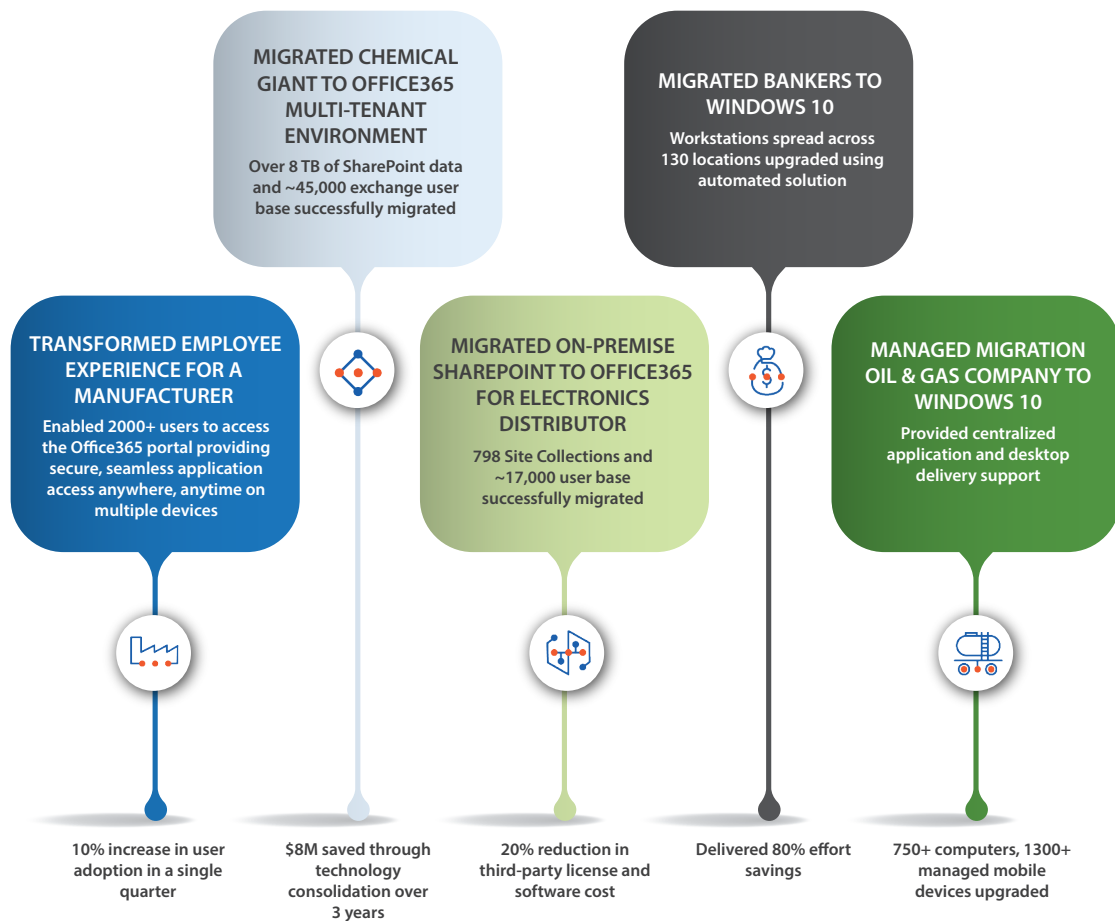 MIGRATED CHEMICAL
GIANT TO OFFICE365
MULTI-TENANT
ENVIRONMENT
Over 8 TB of SharePoint data
and ~45,000 exchange user
base successfully migrated
MIGRATED BANKERS TO
WINDOWS 10
Workstations spread across
130 locations upgraded using
automated solution
TRANSFORMED EMPLOYEE
EXPERIENCE FOR A
MANUFACTURER
Enabled 2000+ users to access
the Office365 portal providing
secure, seamless application
access anywhere, anytime on
multiple devices
MIGRATED ON-PREMISE
SHAREPOINT TO OFFICE365
FOR ELECTRONICS
DISTRIBUTOR
798 Site Collections and
~17,000 user base
successfully migrated
MANAGED MIGRATION
OIL & GAS COMPANY TO
WINDOWS 10
Provided centralized
application and desktop
delivery support
$
10% increase in user
adoption in a single
quarter
$8M saved through
technology
consolidation over
3 years
20% reduction in
third-party license and
software cost
Delivered 80% effort
savings
750+ computers, 1300+
managed mobile
devices upgraded